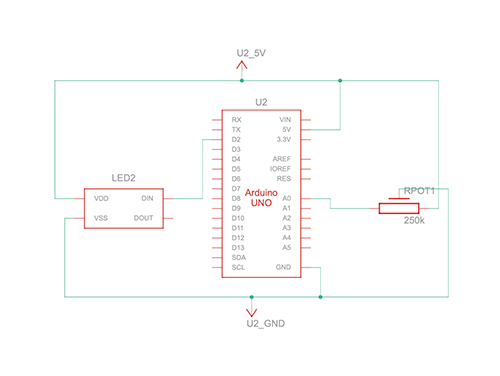 U2_5V
U2
RX VIN
TX 5V
D2 3.3V
D3
D4 AREF
D5 IOREF
D6 RES
D7
D8 A0
D9 A1
D10 A2
D11 A3
D12 A4
D13 A5
SDA
SCL GND
Arduino
UNO
LED2
VDD DIN
VSS DOUT
RPOT1
250k
U2_GND